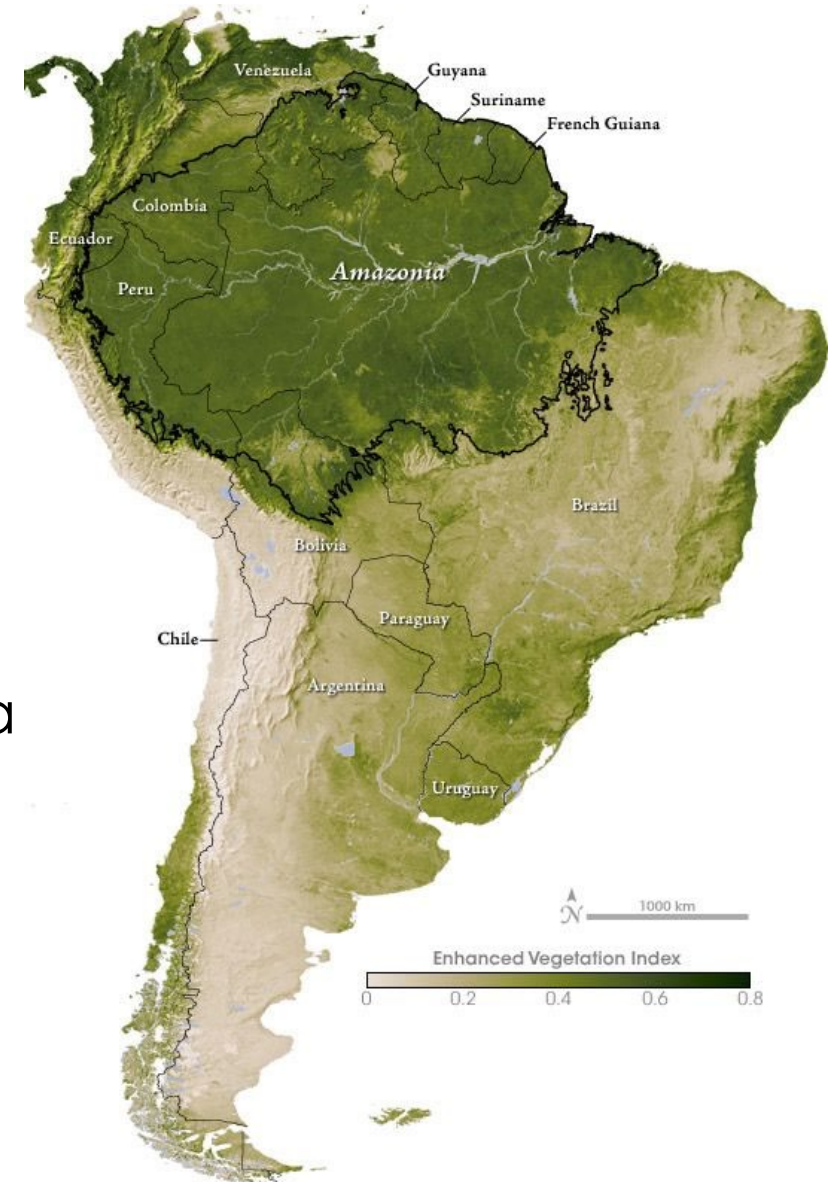 Venezuela
Guyana
Suriname
French Guiana
Colombia
Ecuador
Amazonia
Peru
Brazil
Bolivia
Paraguay
Chile
a
Argentina
Uruguay
N
1000 km
Enhanced Vegetation Index
0 0.2 0.4 0.6 0.8